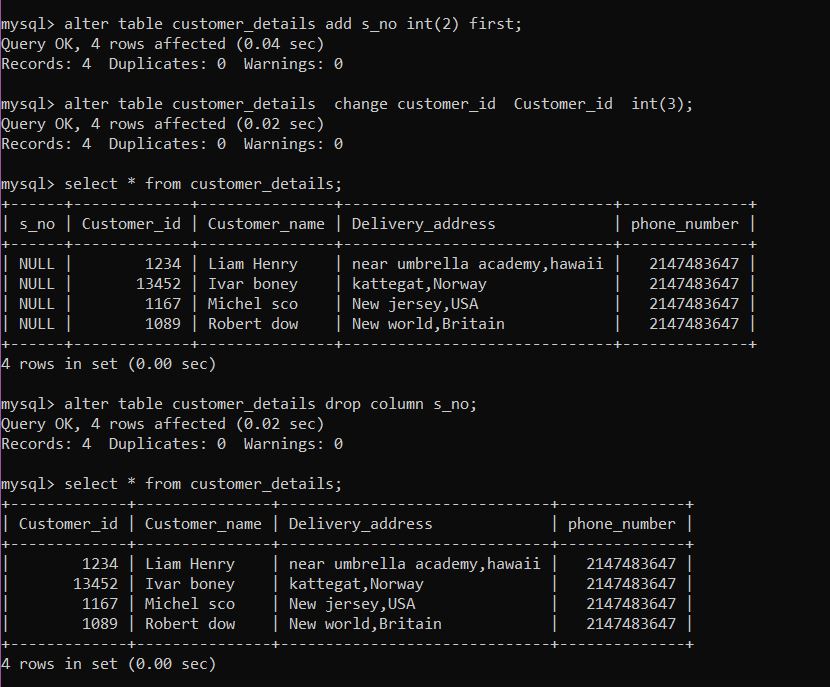 mysql> alter table customer_details add s_no int(2) first;
Query OK, 4 rows affected (0.04 sec)
Records: 4  Duplicates: 0  Warnings: 0

mysql> alter table customer_details  change customer_id  Customer_id  int(3);
Query OK, 4 rows affected (0.02 sec)
Records: 4  Duplicates: 0  Warnings: 0

mysql> select * from customer_details;
+------+-------------+---------------+------------------------------+--------------+
| s_no | Customer_id | Customer_name | Delivery_address             | phone_number |
+------+-------------+---------------+------------------------------+--------------+
| NULL |        1234 | Liam Henry    | near umbrella academy,hawaii |   2147483647 |
| NULL |       13452 | Ivar boney    | kattegat,Norway              |   2147483647 |
| NULL |        1167 | Michel sco    | New jersey,USA               |   2147483647 |
| NULL |        1089 | Robert dow    | New world,Britain            |   2147483647 |
+------+-------------+---------------+------------------------------+--------------+
4 rows in set (0.00 sec)

mysql> alter table customer_details drop column s_no;
Query OK, 4 rows affected (0.02 sec)
Records: 4  Duplicates: 0  Warnings: 0

mysql> select * from customer_details;
+-------------+---------------+------------------------------+--------------+
| Customer_id | Customer_name | Delivery_address             | phone_number |
+-------------+---------------+------------------------------+--------------+
|        1234 | Liam Henry    | near umbrella academy,hawaii |   2147483647 |
|       13452 | Ivar boney    | kattegat,Norway              |   2147483647 |
|        1167 | Michel sco    | New jersey,USA               |   2147483647 |
|        1089 | Robert dow    | New world,Britain            |   2147483647 |
+-------------+---------------+------------------------------+--------------+
4 rows in set (0.00 sec)